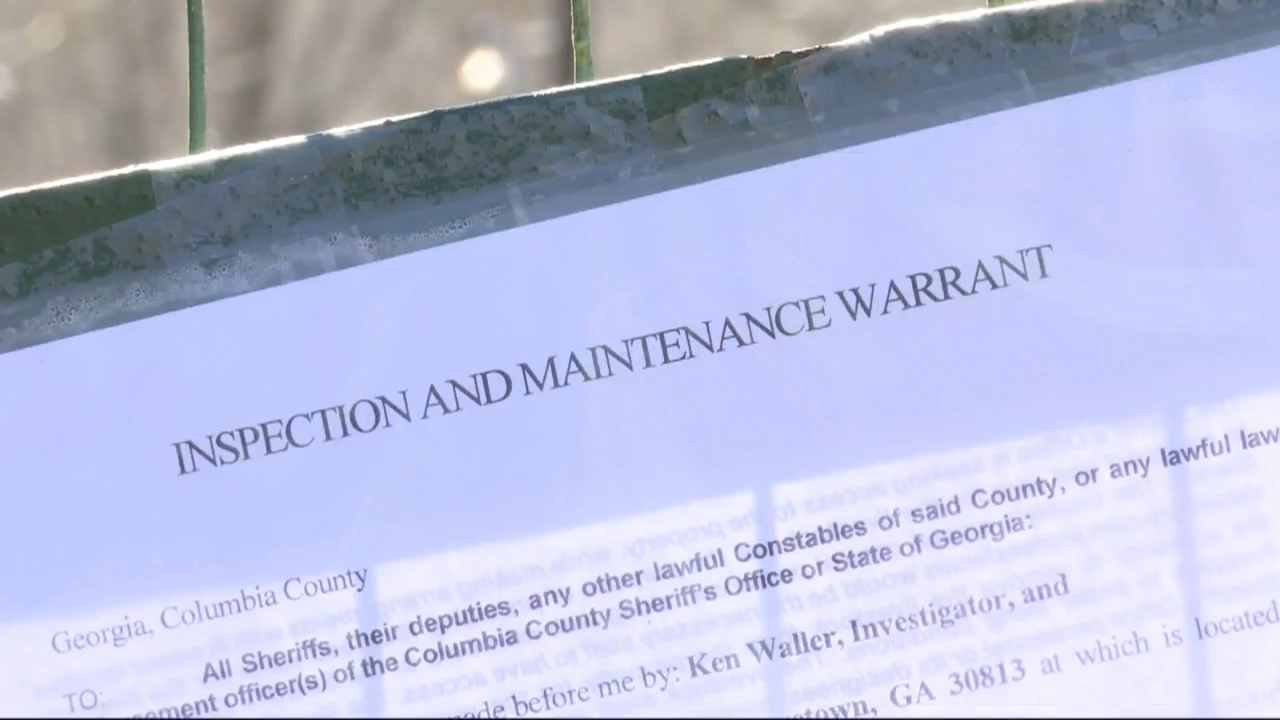 INSPECTION AND MAINTENANCE WARRANT
Georgia, Columbia County
TO: All Sheriffs, their deputies, any other lawful Constables of said County, or any lawful law
ement officer(s) of the Columbia County Sheriff's Office or State of Georgia:
before me by: Ken Waller, Investigator, and
GA 30813 at which is located